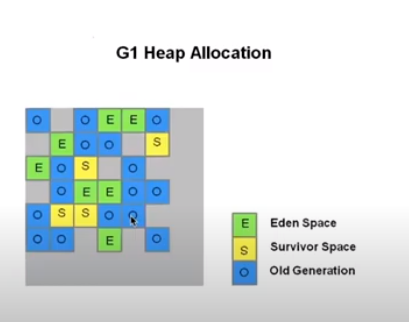 G1 Heap Allocation
O O E E O
E O O S
E O S O
O E E O O
O S S O O
O O E O
E Eden Space
S Survivor Space
O Old Generation